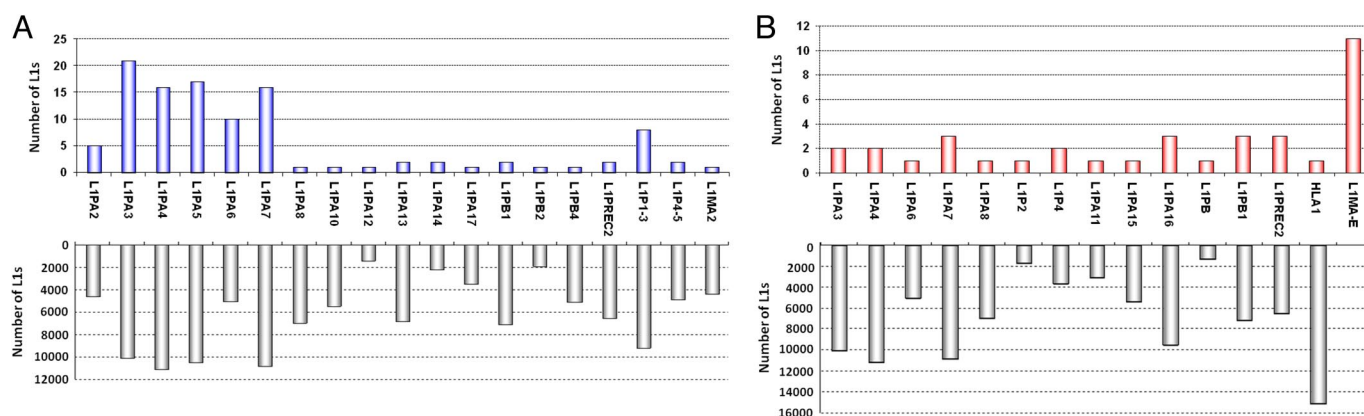 A
Number of L1s
25
20
15
10
5
0
L1PA2
L1PA3
L1PA4
L1PA5
L1PA6
L1PA7
L1PA8
L1PA10
L1PA12
L1PA13
L1PA14
L1PA17
L1PB1
L1PB2
L1PB4
L1PREC2
L1P1-3
L1P4-5
L1MA2
Number of L1s
0
2000
4000
6000
8000
10000
12000
B
Number of L1s
12
10
8
6
4
2
0
L1PA3
L1PA4
L1PA6
L1PA7
L1PA8
L1P2
L1P4
L1PA11
L1PA15
L1PA16
L1PB
L1PB1
L1PREC2
HLA1
L1MA-E
Number of L1s
0
2000
4000
6000
8000
10000
12000
14000
16000